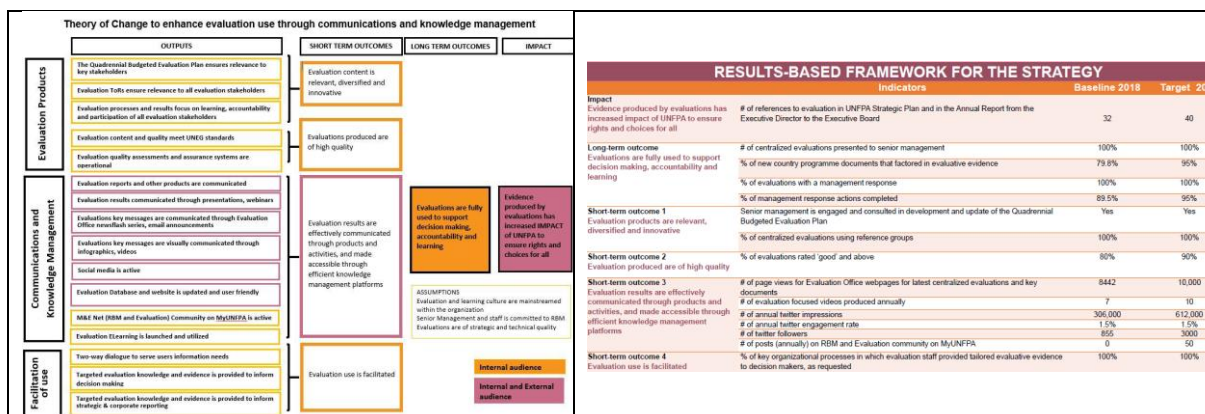 Theory of Change to enhance evaluation use through communications and knowledge management
OUTPUTS
SHORT TERM OUTCOMES
LONG TERM OUTCOMES
IMPACT
Evaluation Products
The Quadrennial Budgeted Evaluation Plan ensures relevance to
key stakeholders
Evaluation ToRs ensure relevance to all evaluation stakeholders
Evaluation processes and results focus on learning, accountability
and participation of all evaluation stakeholders
Evaluation content and quality meet UNEG standards
Evaluation quality assessments and assurance systems are
operational
Evaluation content is
relevant, diversified and
innovative
Evaluations produced are
of high quality
Communications and
Knowledge Management
Evaluation reports and other products are communicated
Evaluation results communicated through presentations, webinars
Evaluations key messages are communicated through Evaluation
Office newsflash series, email announcements
Evaluations key messages are visually communicated through
infographics, videos
Social media is active
Evaluation Database and website is updated and user friendly
M&E Net (RBM and Evaluation) Community on MyUNFPA is active
Evaluation ELearning is launched and utilized
Evaluation results are
effectively communicated
through products and
activities, and made
accessible through
efficient knowledge
management platforms
Evaluations are fully
used to support
decision making,
accountability and
learning
Evidence
produced by
evaluations has
increased IMPACT
of UNFPA to
ensure rights and
choices for all
ASSUMPTIONS
Evaluation and learning culture are mainstreamed
within the organization
Senior Management and staff is committed to RBM
Evaluations are of strategic and technical quality
Facilitation
of use
Two-way dialogue to serve users information needs
Targeted evaluation knowledge and evidence is provided to inform
decision making
Targeted evaluation knowledge and evidence is provided to inform
strategic & corporate reporting
Evaluation use is facilitated
Internal audience
Internal and External
audience
RESULTS-BASED FRAMEWORK FOR THE STRATEGY
Indicators Baseline 2018 Target 20
Impact
Evidence produced by evaluations has
increased impact of UNFPA to ensure
rights and choices for all
# of references to evaluation in UNFPA Strategic Plan and in the Annual Report from the
Executive Director to the Executive Board
32 40
Long-term outcome
Evaluations are fully used to support
decision making, accountability and
learning
# of centralized evaluations presented to senior management 100% 100%
% of new country programme documents that factored in evaluative evidence 79.8% 95%
% of evaluations with a management response 100% 100%
% of management response actions completed 89.5% 95%
Short-term outcome 1
Evaluation products are relevant,
diversified and innovative
Senior management is engaged and consulted in development and update of the Quadrennial
Budgeted Evaluation Plan
Yes Yes
% of centralized evaluations using reference groups 100% 100%
Short-term outcome 2
Evaluation produced are of high quality
% of evaluations rated 'good' and above 80% 90%
Short-term outcome 3
Evaluation results are effectively
communicated through products and
activities, and made accessible through
efficient knowledge management
platforms
# of page views for Evaluation Office webpages for latest centralized evaluations and key
documents
8442 10,000
# of evaluation focused videos produced annually 7 10
# of annual twitter impressions 306,000 612,000
# of annual twitter engagement rate 1.5% 1.5%
# of twitter followers 855 3000
# of posts (annually) on RBM and Evaluation community on MyUNFPA 0 50
Short-term outcome 4
Evaluation use is facilitated
% of key organizational processes in which evaluation staff provided tailored evaluative evidence
to decision makers, as requested
100% 100%